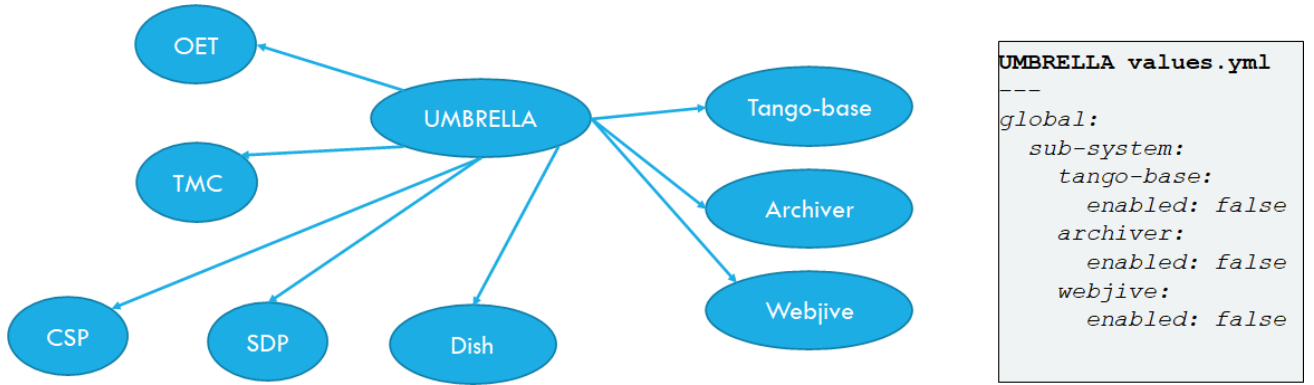 OET
UMBRELLA
Tango-base
TMC
Archiver
CSP
SDP
Dish
Webjive
UMBRELLA values.yml
---
global:
  sub-system:
    tango-base:
      enabled: false
    archiver:
      enabled: false
    webjive:
      enabled: false